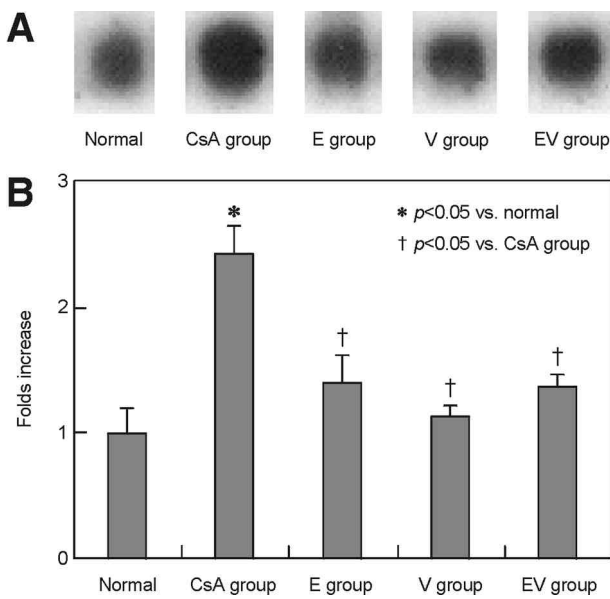 A
Normal CsA group E group V group EV group
B
3
* p<0.05 vs. normal
† p<0.05 vs. CsA group
*
2
†
†
†
Folds increase
1
0
Normal CsA group E group V group EV group